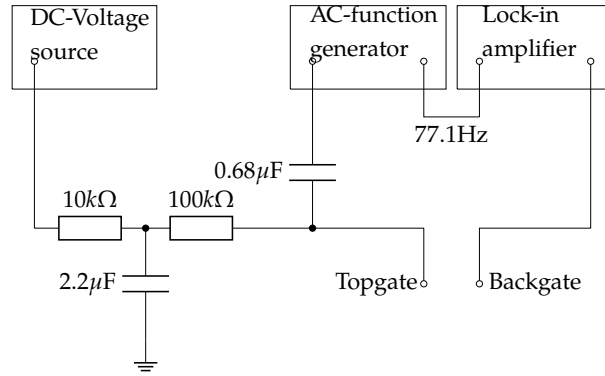 DC-Voltage
source
AC-function
generator
Lock-in
amplifier
77.1Hz
0.68μF
10kΩ
100kΩ
2.2μF
Topgate
Backgate